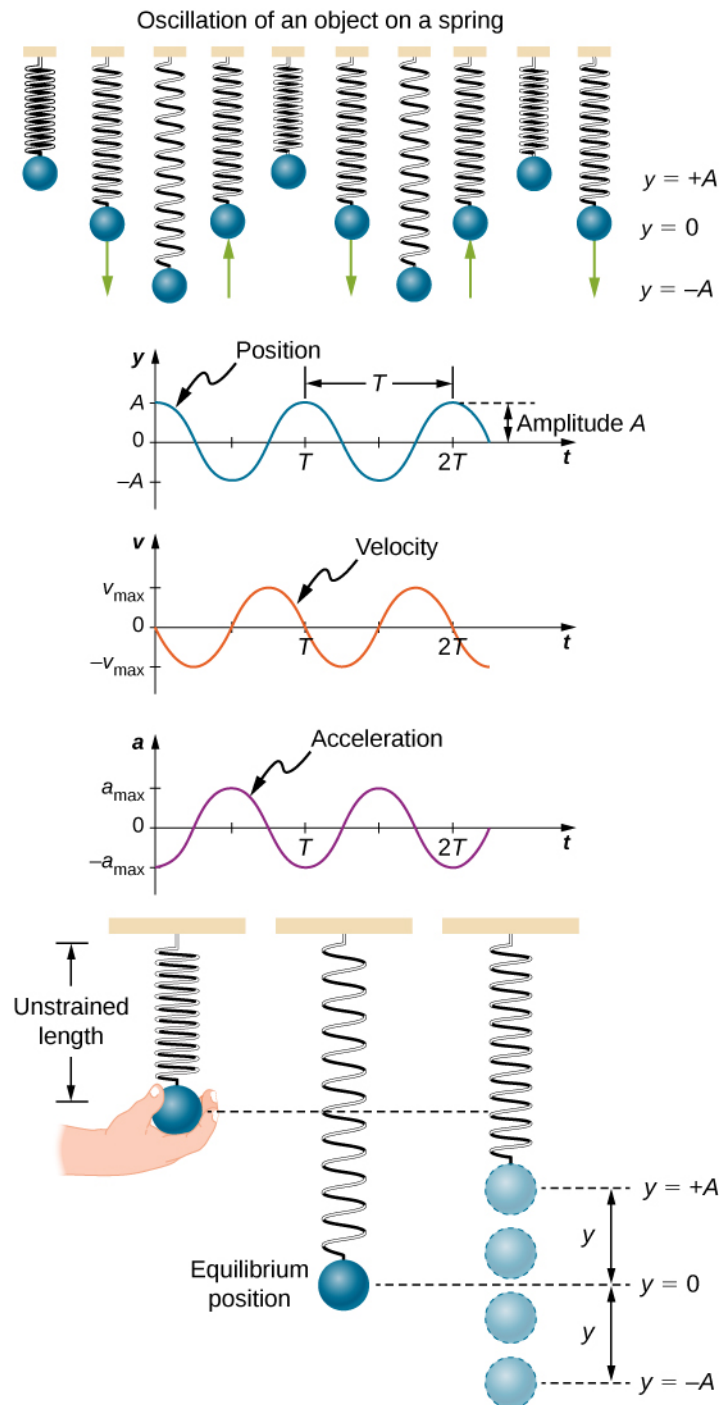 Oscillation of an object on a spring
y = +A
y = 0
y = –A
y
Position
T
A
Amplitude A
0
T
2T
t
–A
v
Velocity
vmax
0
T
2T
t
–vmax
a
Acceleration
amax
0
T
2T
t
–amax
Unstrained
length
y = +A
y
Equilibrium
position
y = 0
y
y = –A